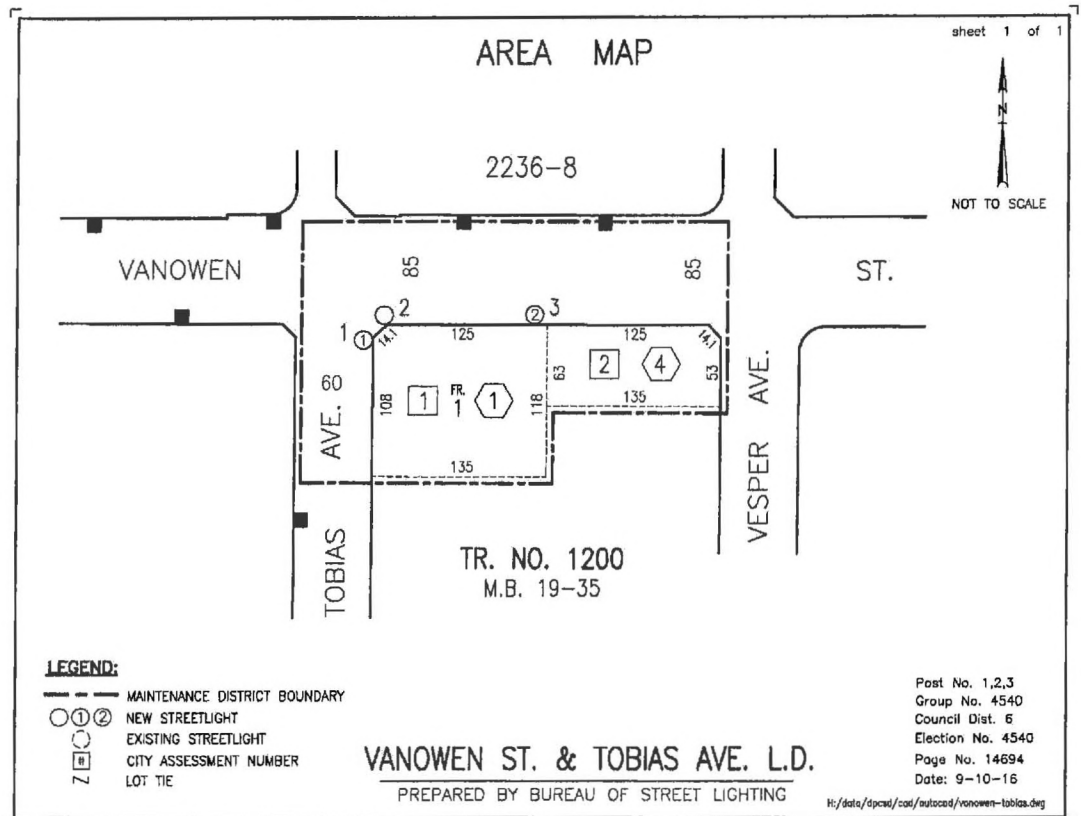 sheet 1 of 1
AREA MAP
N
NOT TO SCALE
2236-8
VANOWEN
85
85
ST.
1
1
2
2
3
14.1
125
125
14.1
60
108
1
FR.
1
1
118
63
2
4
53
135
135
AVE.
TOBIAS
VESPER AVE.
TR. NO. 1200
M.B. 19-35
LEGEND:
MAINTENANCE DISTRICT BOUNDARY
1 2 NEW STREETLIGHT
EXISTING STREETLIGHT
# CITY ASSESSMENT NUMBER
Z LOT TIE
VANOWEN ST. & TOBIAS AVE. L.D.
PREPARED BY BUREAU OF STREET LIGHTING
Post No. 1,2,3
Group No. 4540
Council Dist. 6
Election No. 4540
Page No. 14694
Date: 9-10-16
H:/data/dpcsd/cad/autocad/vanowen-tobias.dwg